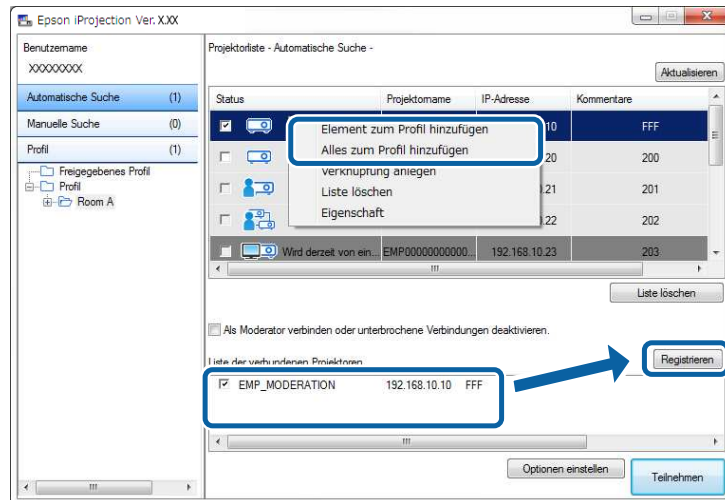 Epson iProjection Ver. X.XX
Benutzername
XXXXXXXX
Automatische Suche (1)
Manuelle Suche (0)
Profil (1)
Freigegebenes Profil
Profil
Room A
Projektorliste - Automatische Suche -
Aktualisieren
Status Projektorname IP-Adresse Kommentare
Element zum Profil hinzufügen 10 FFF
Alles zum Profil hinzufügen .20 200
Verknüpfung anlegen
Liste löschen .21 201
Eigenschaft .22 202
Wird derzeit von ein... EMP00000000000... 192.168.10.23 203
Liste löschen
Als Moderator verbinden oder unterbrochene Verbindungen deaktivieren.
Liste der verbundenen Projektoren
Registrieren
EMP_MODERATION 192.168.10.10 FFF
Optionen einstellen
Teilnehmen